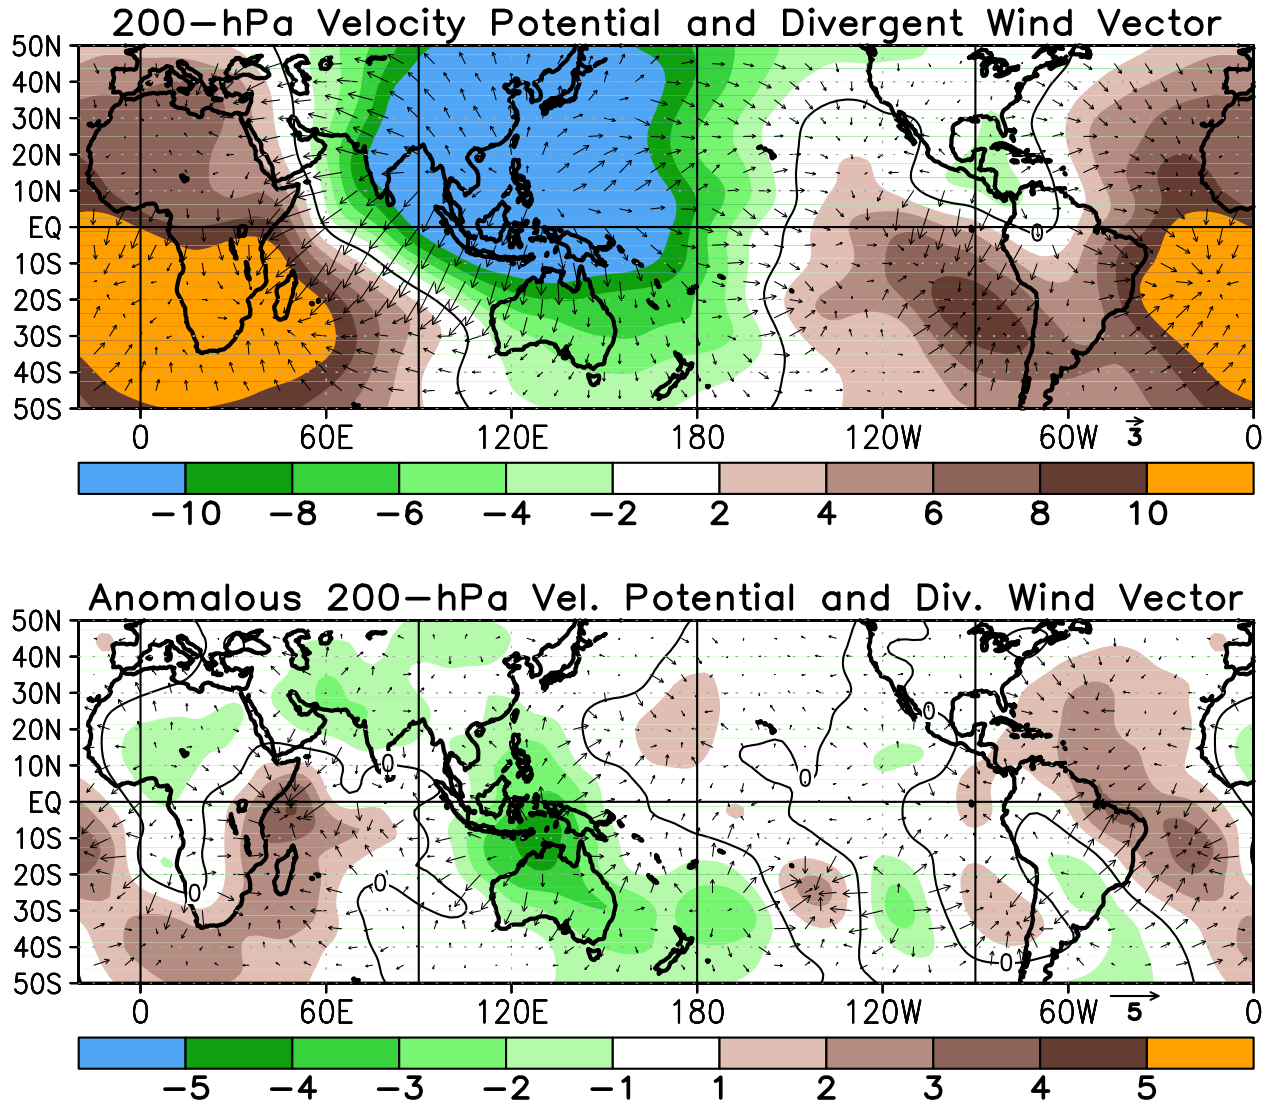 200−hPa Velocity Potential and Divergent Wind Vector
50N
40N
30N
20N
10N
EQ
10S
20S
30S
40S
50S
0
0 60E 120E 180 120W 60W 0
3
−10 −8 −6 −4 −2 2 4 6 8 10
Anomalous 200−hPa Vel. Potential and Div. Wind Vector
50N
40N
30N
20N
10N
EQ
10S
20S
30S
40S
50S
0
0
0
0
0
0
0 60E 120E 180 120W 60W 0
5
−5 −4 −3 −2 −1 1 2 3 4 5